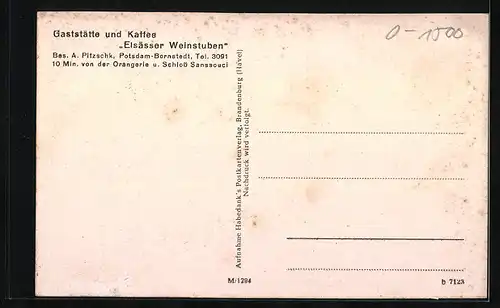 Gaststätte und Kaffee
„Elsässer Weinstuben“
Bes. A. Pitzschk, Potsdam-Bornstedt, Tel. 3091
10 Min. von der Orangerie u. Schloß Sanssouci
0-1500
Aufnahme Habedank's Postkartenverlag, Brandenburg (Havel)
Nachdruck wird verfolgt.
M/1294
b 7123